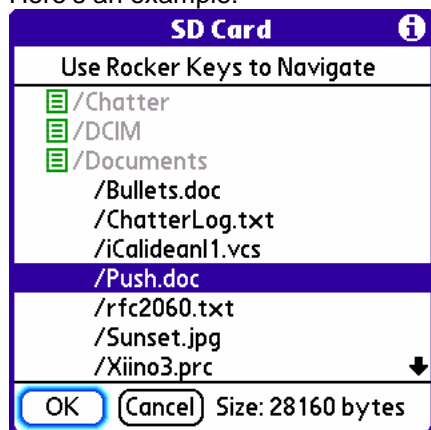 Here's an example:
SD Card
Use Rocker Keys to Navigate
/Chatter
/DCIM
/Documents
/Bullets.doc
/ChatterLog.txt
/iCalideanl1.vcs
/Push.doc
/rfc2060.txt
/Sunset.jpg
/Xiino3.prc
OK Cancel Size: 28160 bytes